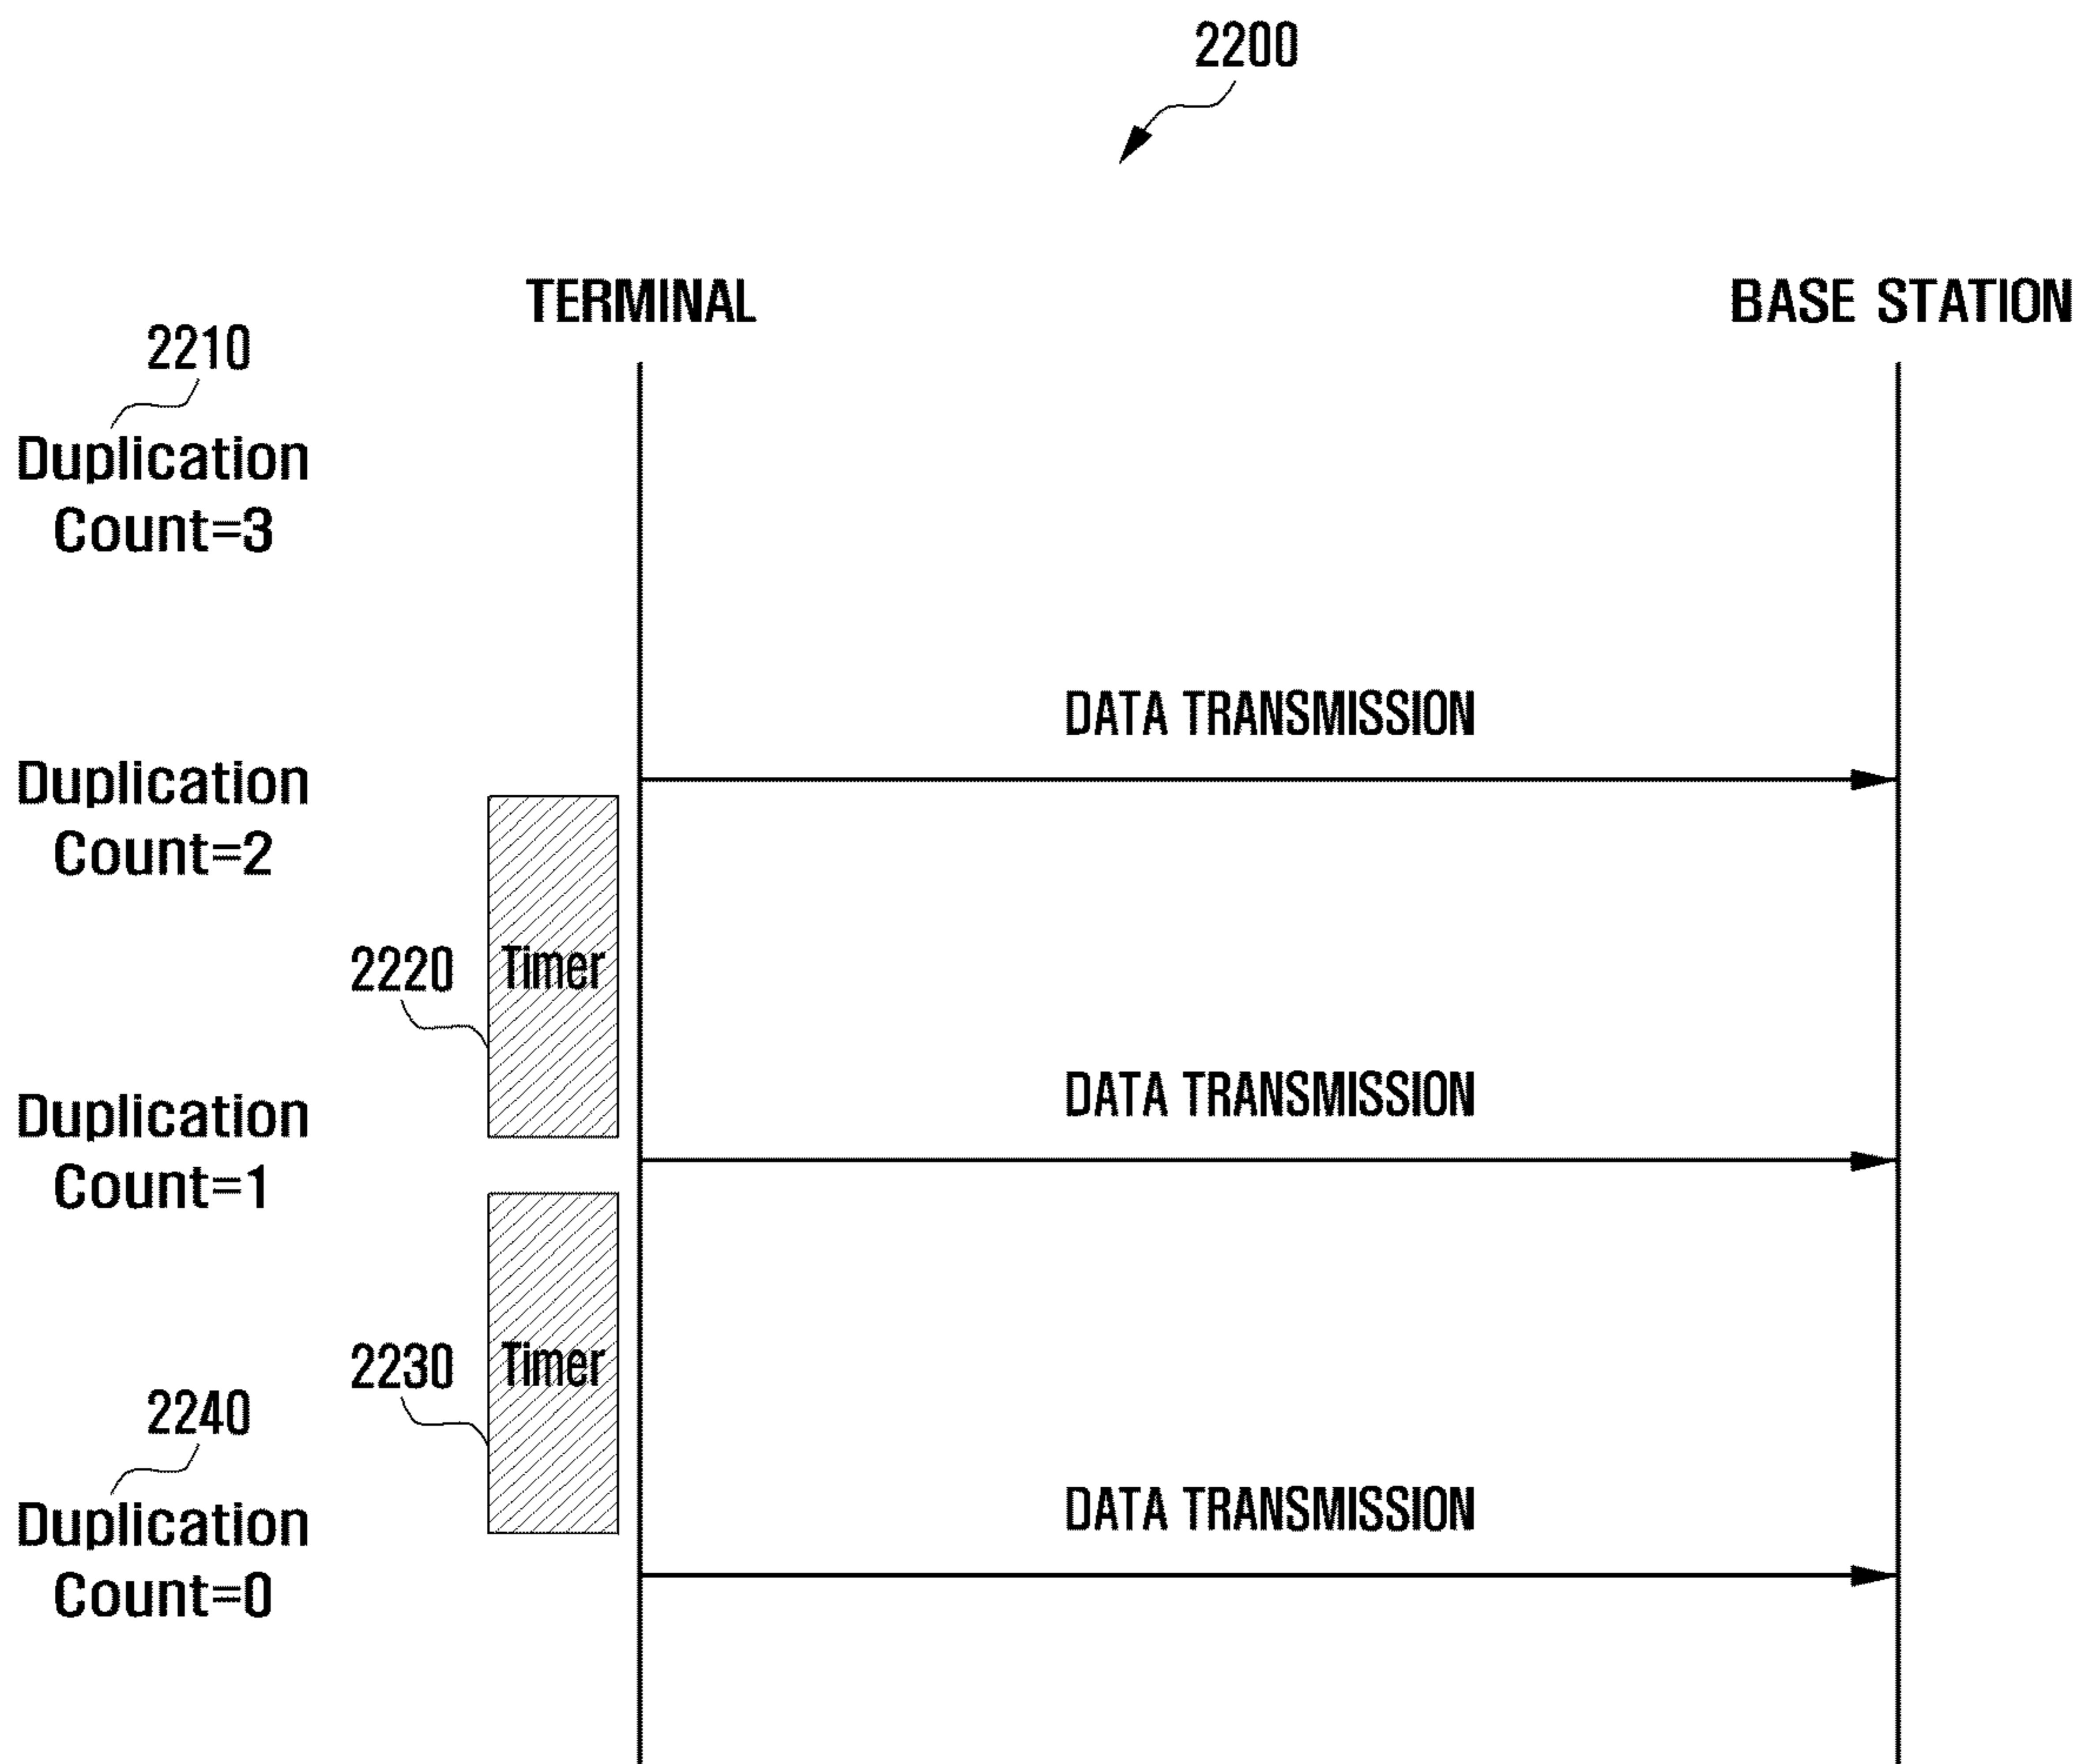 2200
TERMINAL
BASE STATION
2210
Duplication
Count=3
DATA TRANSMISSION
Duplication
Count=2
2220
Timer
DATA TRANSMISSION
Duplication
Count=1
2230
Timer
2240
DATA TRANSMISSION
Duplication
Count=0